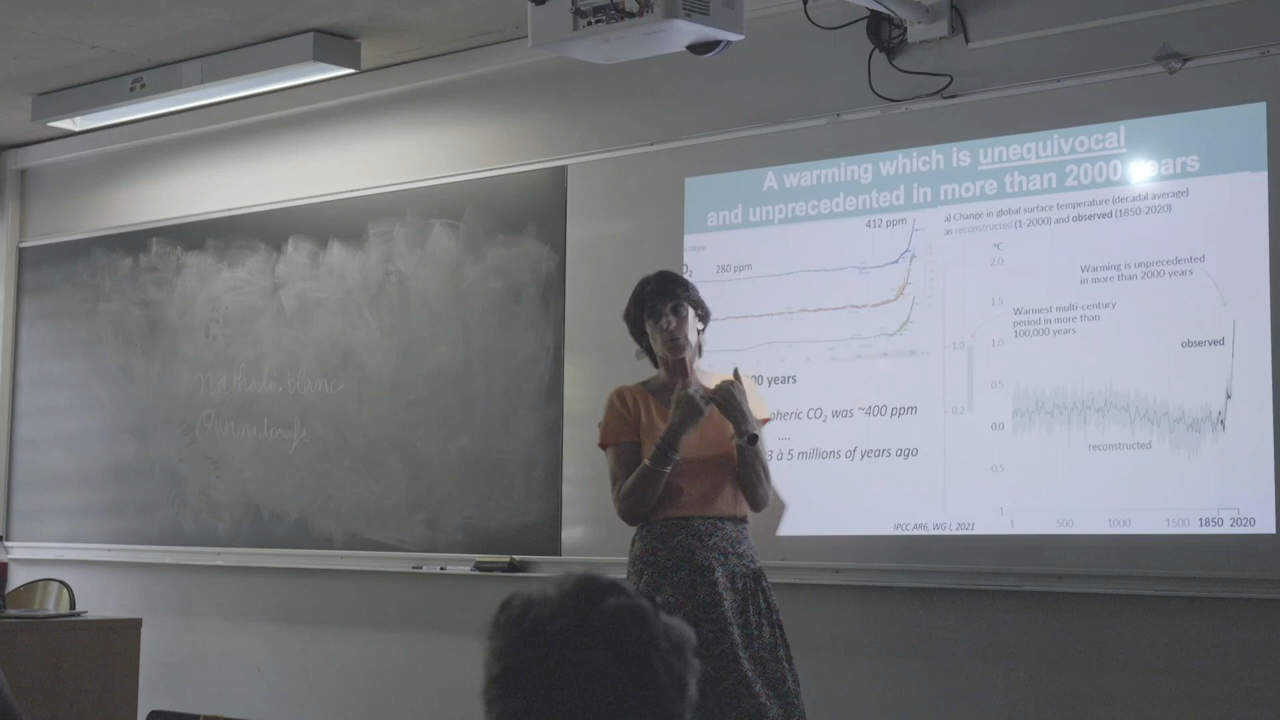 A warming which is unequivocal
and unprecedented in more than 2000 years
412 ppm
280 ppm
00 years
pheric CO₂ was ~400 ppm
....
3 à 5 millions of years ago
IPCC AR6, WG I, 2021
a) Change in global surface temperature (decadal average)
as reconstructed (1-2000) and observed (1850-2020)
°C
2.0
1.5
1.0
0.5
0.0
0.5
1
1.0
0.2
Warming is unprecedented
in more than 2000 years
Warmest multi-century
period in more than
100,000 years
observed
reconstructed
1 500 1000 1500 1850 2020